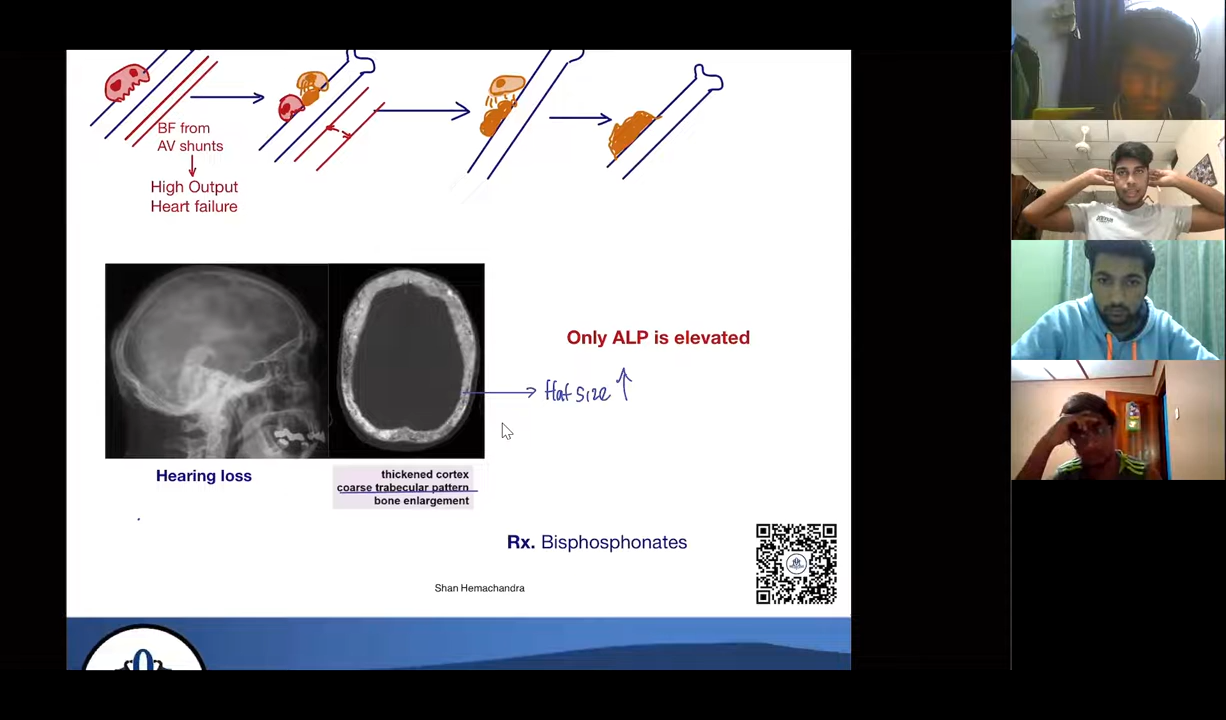 BF from
AV shunts
High Output
Heart failure
Only ALP is elevated
Hat size ↑
Hearing loss
thickened cortex
coarse trabecular pattern
bone enlargement
Rx. Bisphosphonates
Shan Hemachandra